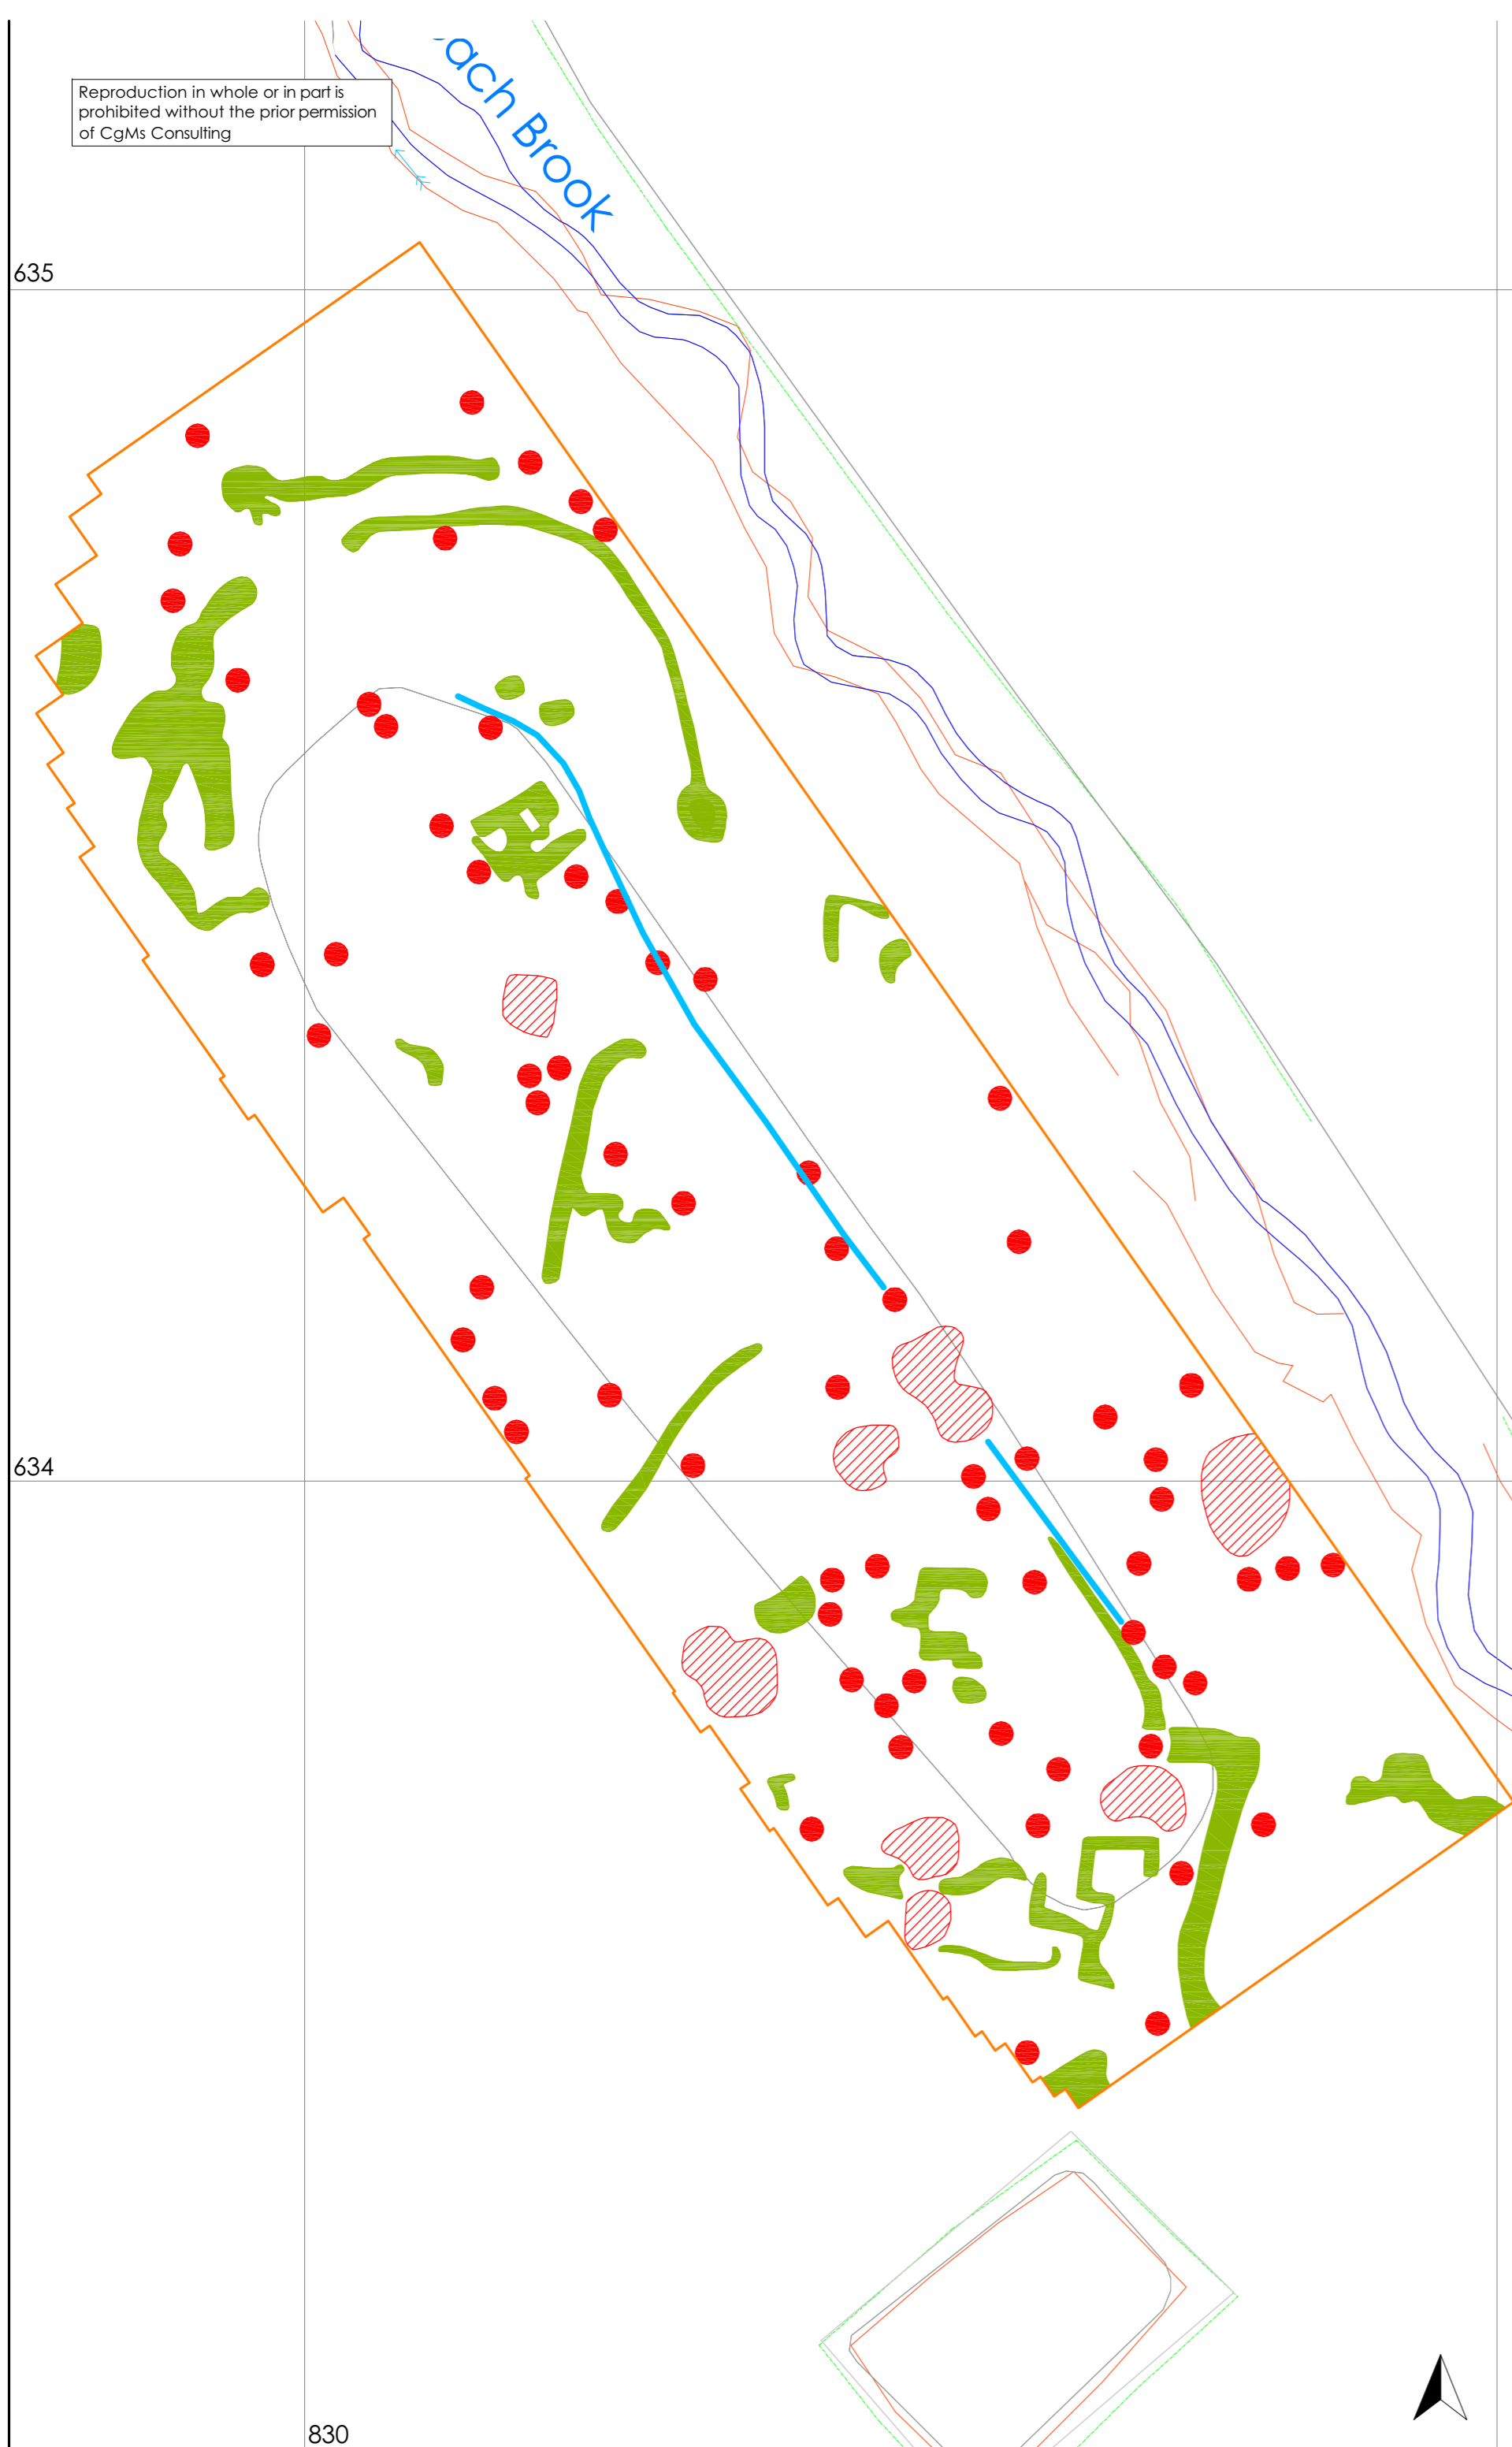 Reproduction in whole or in part is
prohibited without the prior permission
of CgMs Consulting
Brook
635
634
830